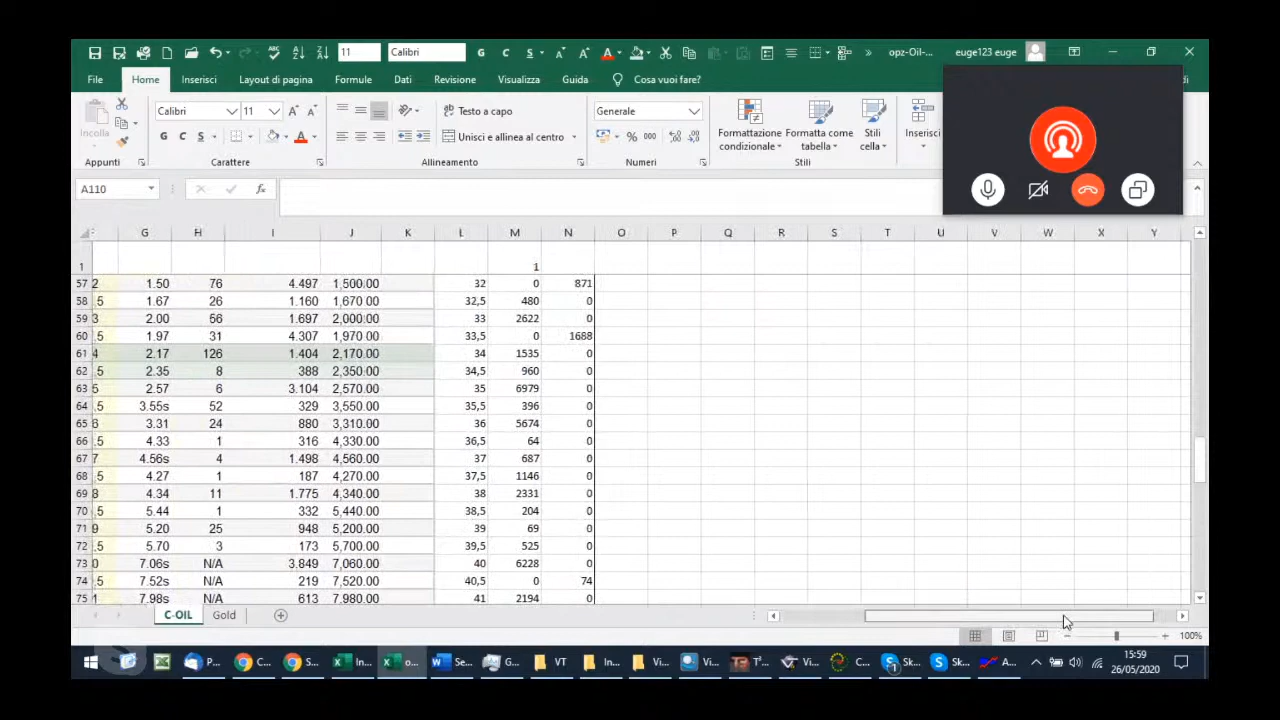 11 Calibri G C S A A A » opz-Oil-... euge123 euge
File Home Inserisci Layout di pagina Formule Dati Revisione Visualizza Guida Cosa vuoi fare? di
Incolla Calibri 11 A A Testo a capo Generale Formattazione condizionale Formatta come tabella Stili cella Inserisci
G C S A Unisci e allinea al centro % 000
Appunti Carattere Allineamento Numeri Stili
A110 fx
G H I J K L M N O P Q R S T U V W X Y
1 1
57 2 1.50 76 4.497 1,500.00 32 0 871
58 .5 1.67 26 1.160 1,670.00 32,5 480 0
59 3 2.00 56 1.697 2,000.00 33 2622 0
60 .5 1.97 31 4.307 1,970.00 33,5 0 1688
61 4 2.17 126 1.404 2,170.00 34 1535 0
62 .5 2.35 8 388 2,350.00 34,5 960 0
63 5 2.57 6 3.104 2,570.00 35 6979 0
64 .5 3.55s 52 329 3,550.00 35,5 396 0
65 6 3.31 24 880 3,310.00 36 5674 0
66 .5 4.33 1 316 4,330.00 36,5 64 0
67 7 4.56s 4 1.498 4,560.00 37 687 0
68 .5 4.27 1 187 4,270.00 37,5 1146 0
69 8 4.34 11 1.775 4,340.00 38 2331 0
70 .5 5.44 1 332 5,440.00 38,5 204 0
71 9 5.20 25 948 5,200.00 39 69 0
72 .5 5.70 3 173 5,700.00 39,5 525 0
73 0 7.06s N/A 3,849 7,060.00 40 6228 0
74 .5 7.52s N/A 219 7,520.00 40,5 0 74
75 1 7.98s N/A 613 7,980.00 41 2194 0
C-OIL Gold
100%
P... C... S... In... o... Se... G... VT In... Vi... Vi... T² ... Vi... C... Sk... Sk... A... 15:59
26/05/2020